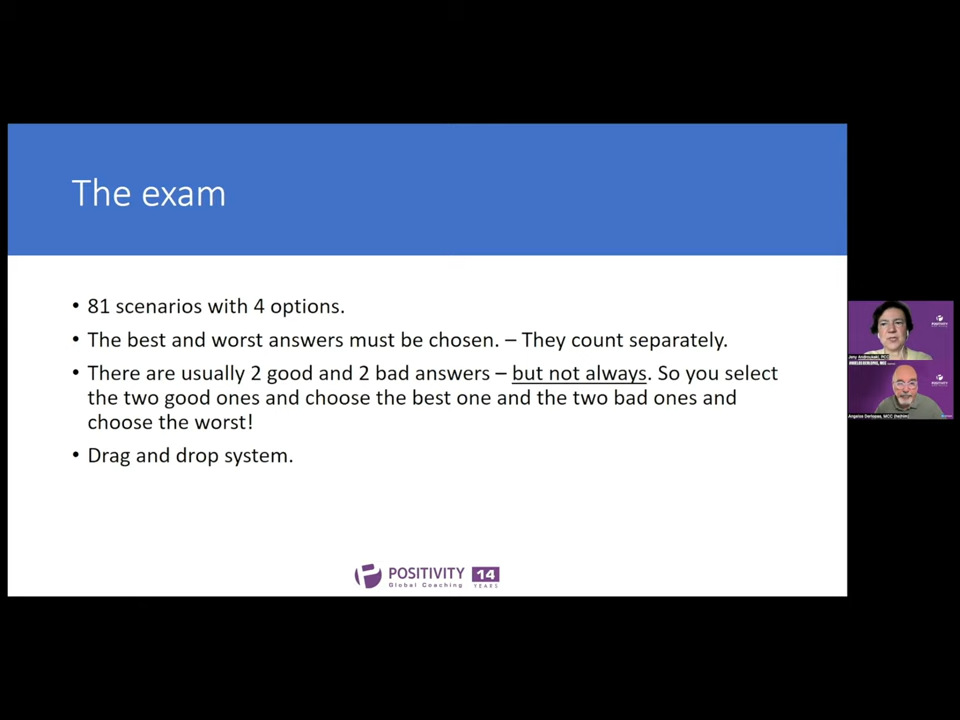 The exam
• 81 scenarios with 4 options.
• The best and worst answers must be chosen. – They count separately.
• There are usually 2 good and 2 bad answers – but not always. So you select
the two good ones and choose the best one and the two bad ones and
choose the worst!
• Drag and drop system.
POSITIVITY 14
Global Coaching YEARS
POSITIVITY
POSITIVITY